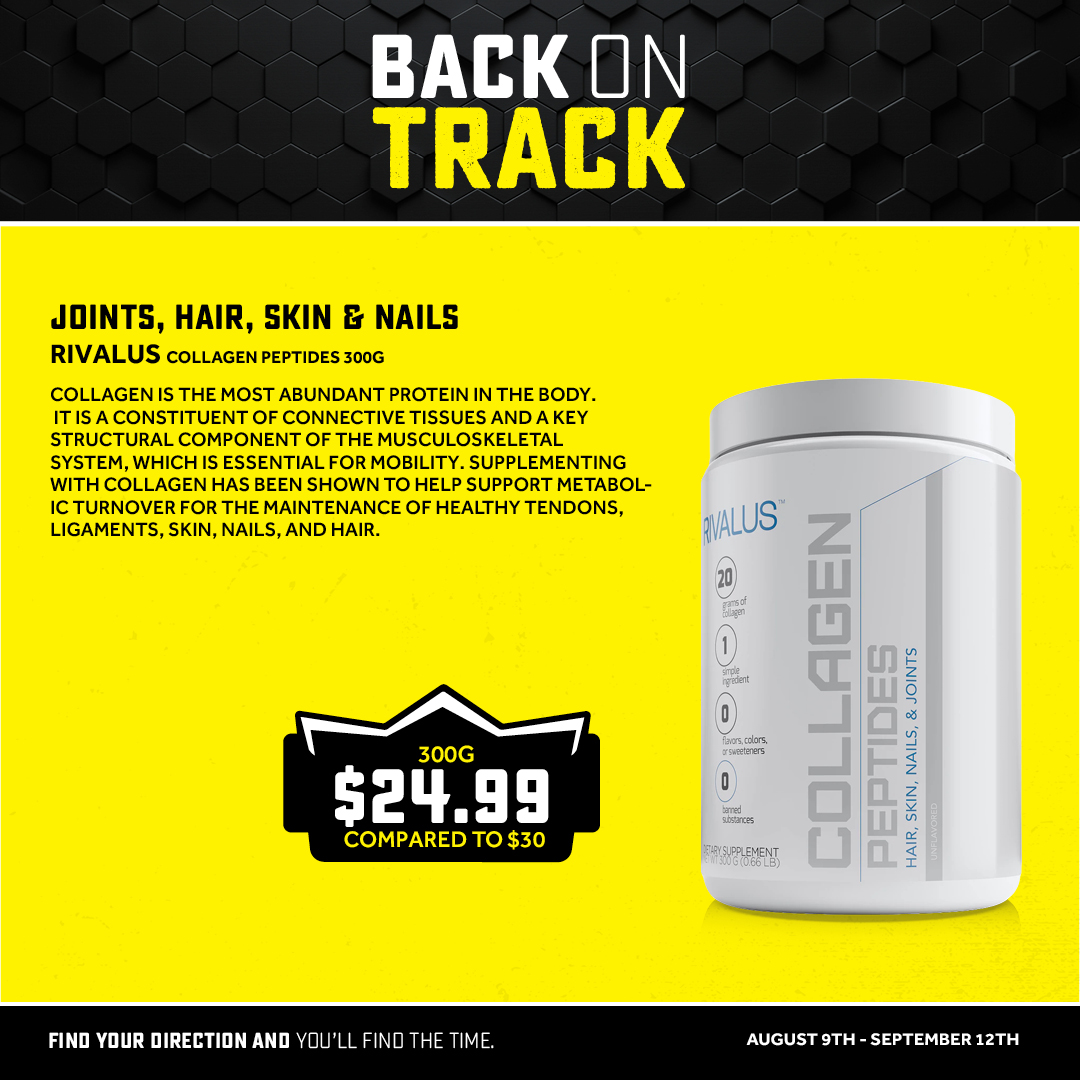 BACK ON
TRACK
JOINTS, HAIR, SKIN & NAILS
RIVALUS COLLAGEN PEPTIDES 300G
COLLAGEN IS THE MOST ABUNDANT PROTEIN IN THE BODY.
IT IS A CONSTITUENT OF CONNECTIVE TISSUES AND A KEY
STRUCTURAL COMPONENT OF THE MUSCULOSKELETAL
SYSTEM, WHICH IS ESSENTIAL FOR MOBILITY. SUPPLEMENTING
WITH COLLAGEN HAS BEEN SHOWN TO HELP SUPPORT METABOL-
IC TURNOVER FOR THE MAINTENANCE OF HEALTHY TENDONS,
LIGAMENTS, SKIN, NAILS, AND HAIR.
300G
$24.99
COMPARED TO $30
RIVALUS™
20
grams of
collagen
1
simple
ingredient
0
flavors, colors,
or sweeteners
0
banned
substances
DIETARY SUPPLEMENT
NET WT 300 G (0.66 LB)
COLLAGEN
PEPTIDES
HAIR, SKIN, NAILS, & JOINTS
UNFLAVORED
FIND YOUR DIRECTION AND YOU'LL FIND THE TIME.
AUGUST 9TH - SEPTEMBER 12TH